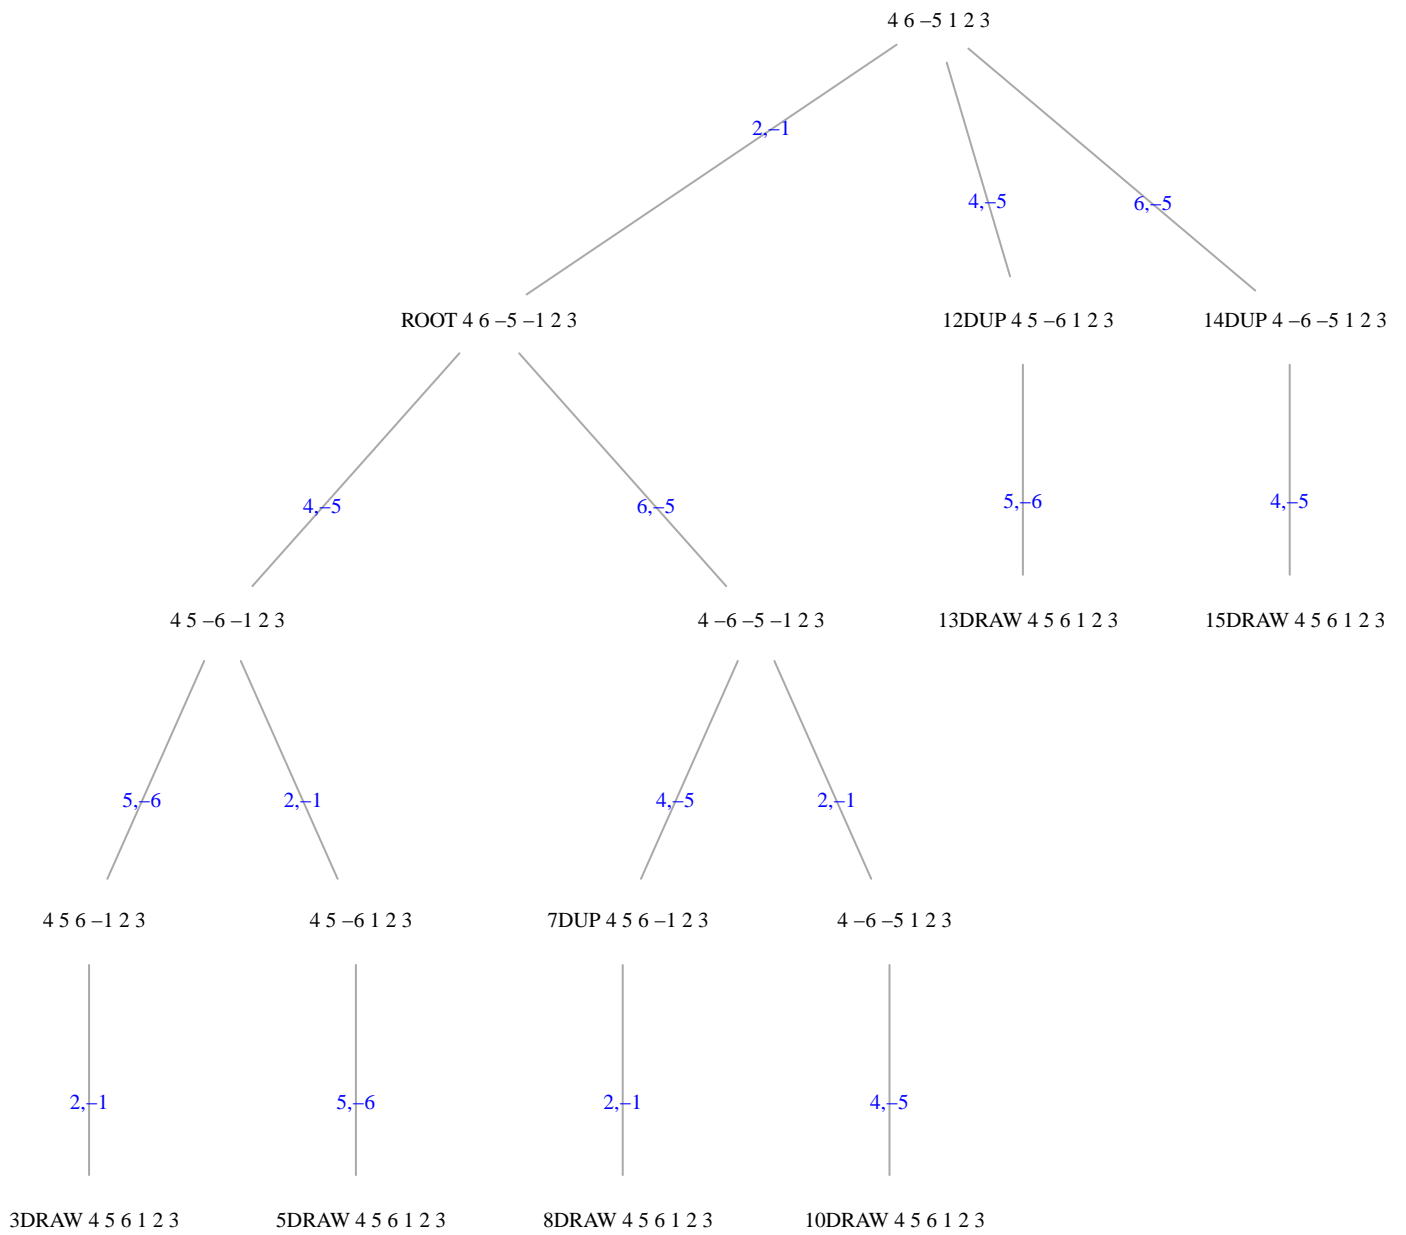 4 6 –5 1 2 3
2,–1
4,–5
6,–5
ROOT 4 6 –5 –1 2 3
12DUP 4 5 –6 1 2 3
14DUP 4 –6 –5 1 2 3
4,–5
6,–5
5,–6
4,–5
4 5 –6 –1 2 3
4 –6 –5 –1 2 3
13DRAW 4 5 6 1 2 3
15DRAW 4 5 6 1 2 3
5,–6
2,–1
4,–5
2,–1
4 5 6 –1 2 3
4 5 –6 1 2 3
7DUP 4 5 6 –1 2 3
4 –6 –5 1 2 3
2,–1
5,–6
2,–1
4,–5
3DRAW 4 5 6 1 2 3
5DRAW 4 5 6 1 2 3
8DRAW 4 5 6 1 2 3
10DRAW 4 5 6 1 2 3